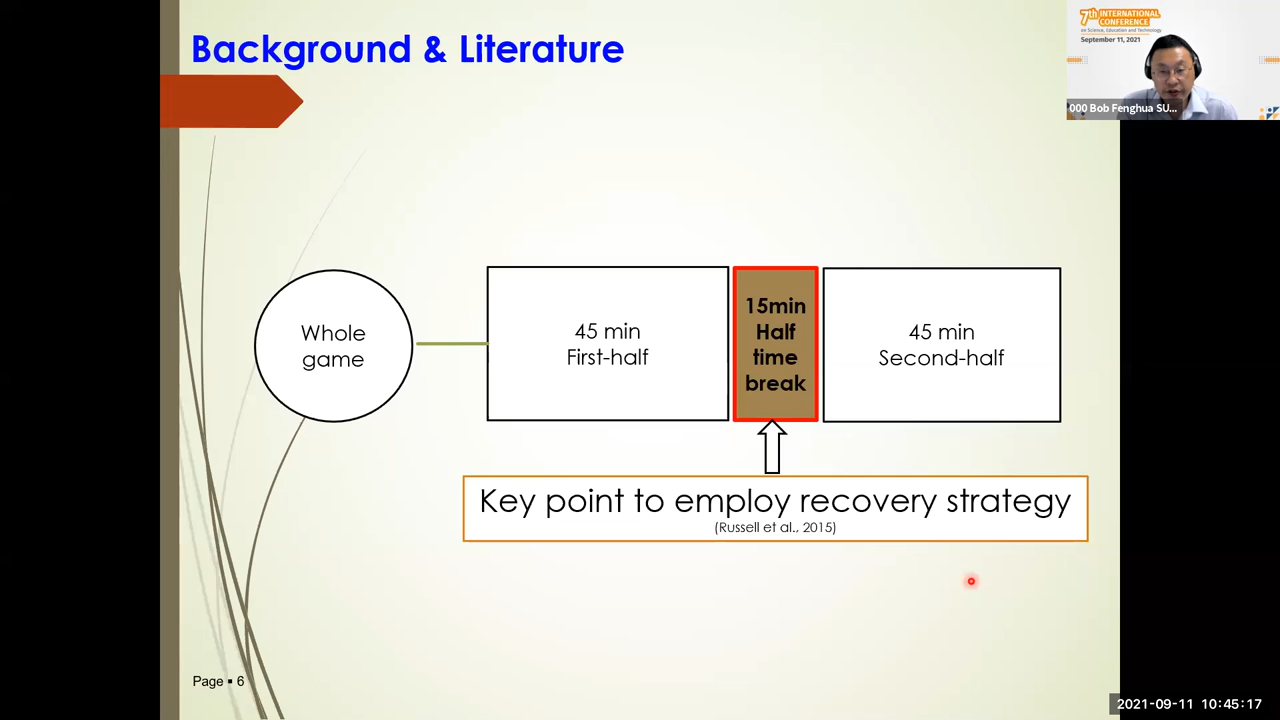 Background & Literature
7th INTERNATIONAL
CONFERENCE
on Science, Education and Technology
September 11, 2021
000 Bob Fenghua SU...
Whole
game
45 min
First-half
15min
Half
time
break
45 min
Second-half
Key point to employ recovery strategy
(Russell et al., 2015)
Page ▪ 6
2021-09-11 10:45:17